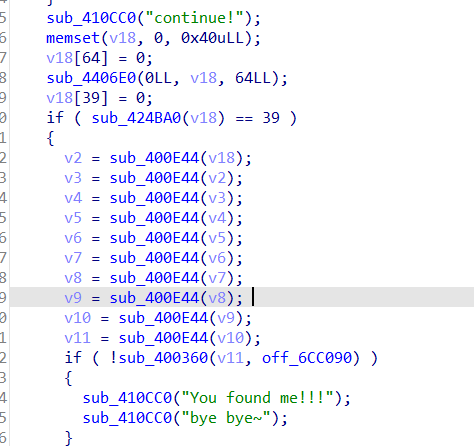 }
5 sub_410CC0("continue!");
6 memset(v18, 0, 0x40uLL);
7 v18[64] = 0;
8 sub_4406E0(0LL, v18, 64LL);
9 v18[39] = 0;
0 if ( sub_424BA0(v18) == 39 )
1 {
2 v2 = sub_400E44(v18);
3 v3 = sub_400E44(v2);
4 v4 = sub_400E44(v3);
5 v5 = sub_400E44(v4);
6 v6 = sub_400E44(v5);
7 v7 = sub_400E44(v6);
8 v8 = sub_400E44(v7);
9 v9 = sub_400E44(v8);
0 v10 = sub_400E44(v9);
1 v11 = sub_400E44(v10);
2 if ( !sub_400360(v11, off_6CC090) )
3 {
4 sub_410CC0("You found me!!!");
5 sub_410CC0("bye bye~");
6 }